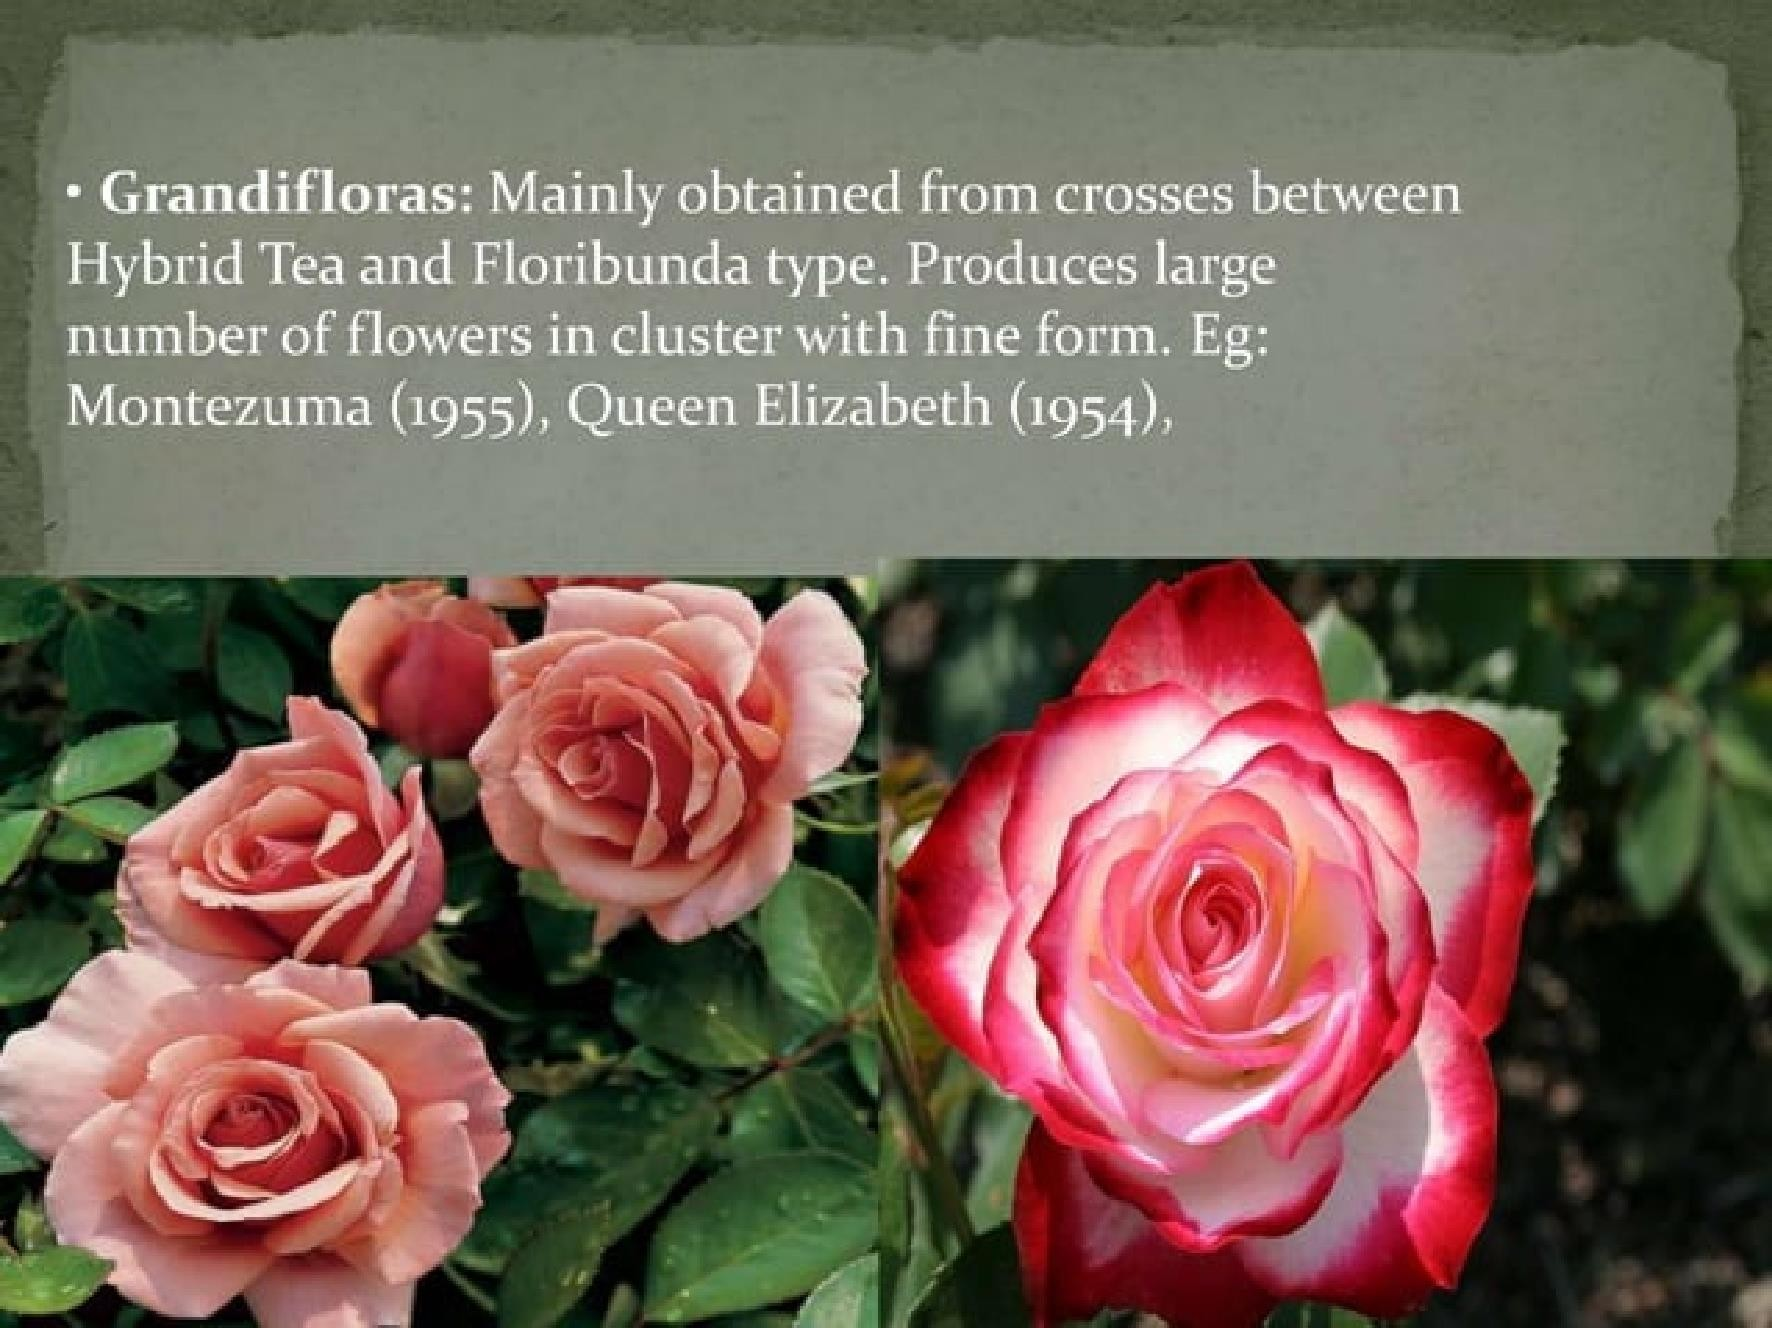 • Grandifloras: Mainly obtained from crosses between
Hybrid Tea and Floribunda type. Produces large
number of flowers in cluster with fine form. Eg:
Montezuma (1955), Queen Elizabeth (1954),